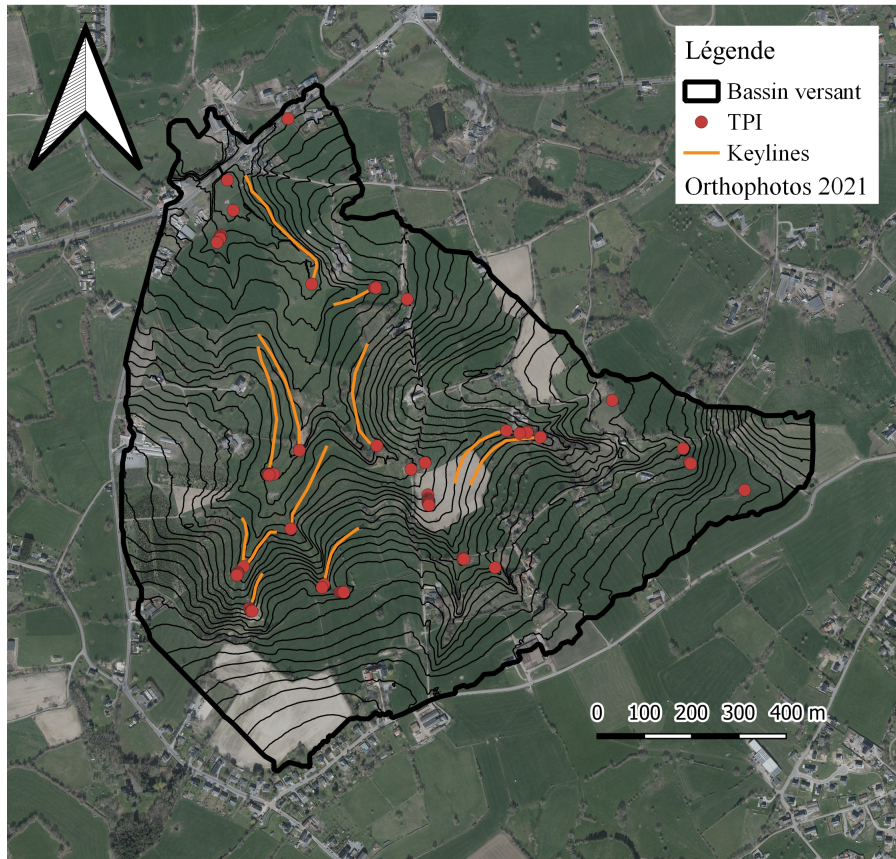 Légende
Bassin versant
TPI
Keylines
Orthophotos 2021
0 100 200 300 400 m